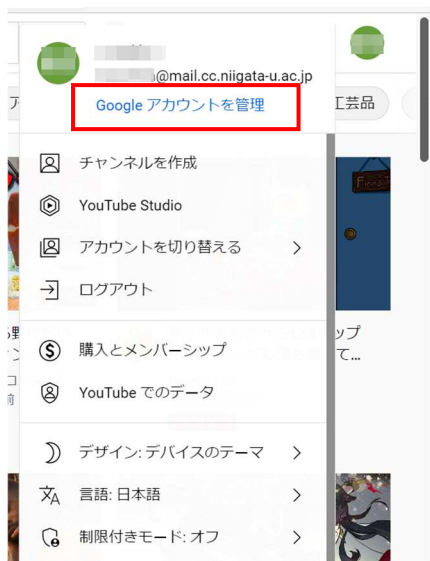 @mail.cc.niigata-u.ac.jp
Google アカウントを管理
工芸品
チャンネルを作成
YouTube Studio
アカウントを切り替える
ログアウト
購入とメンバーシップ
YouTube でのデータ
デザイン: デバイスのテーマ
言語: 日本語
制限付きモード: オフ